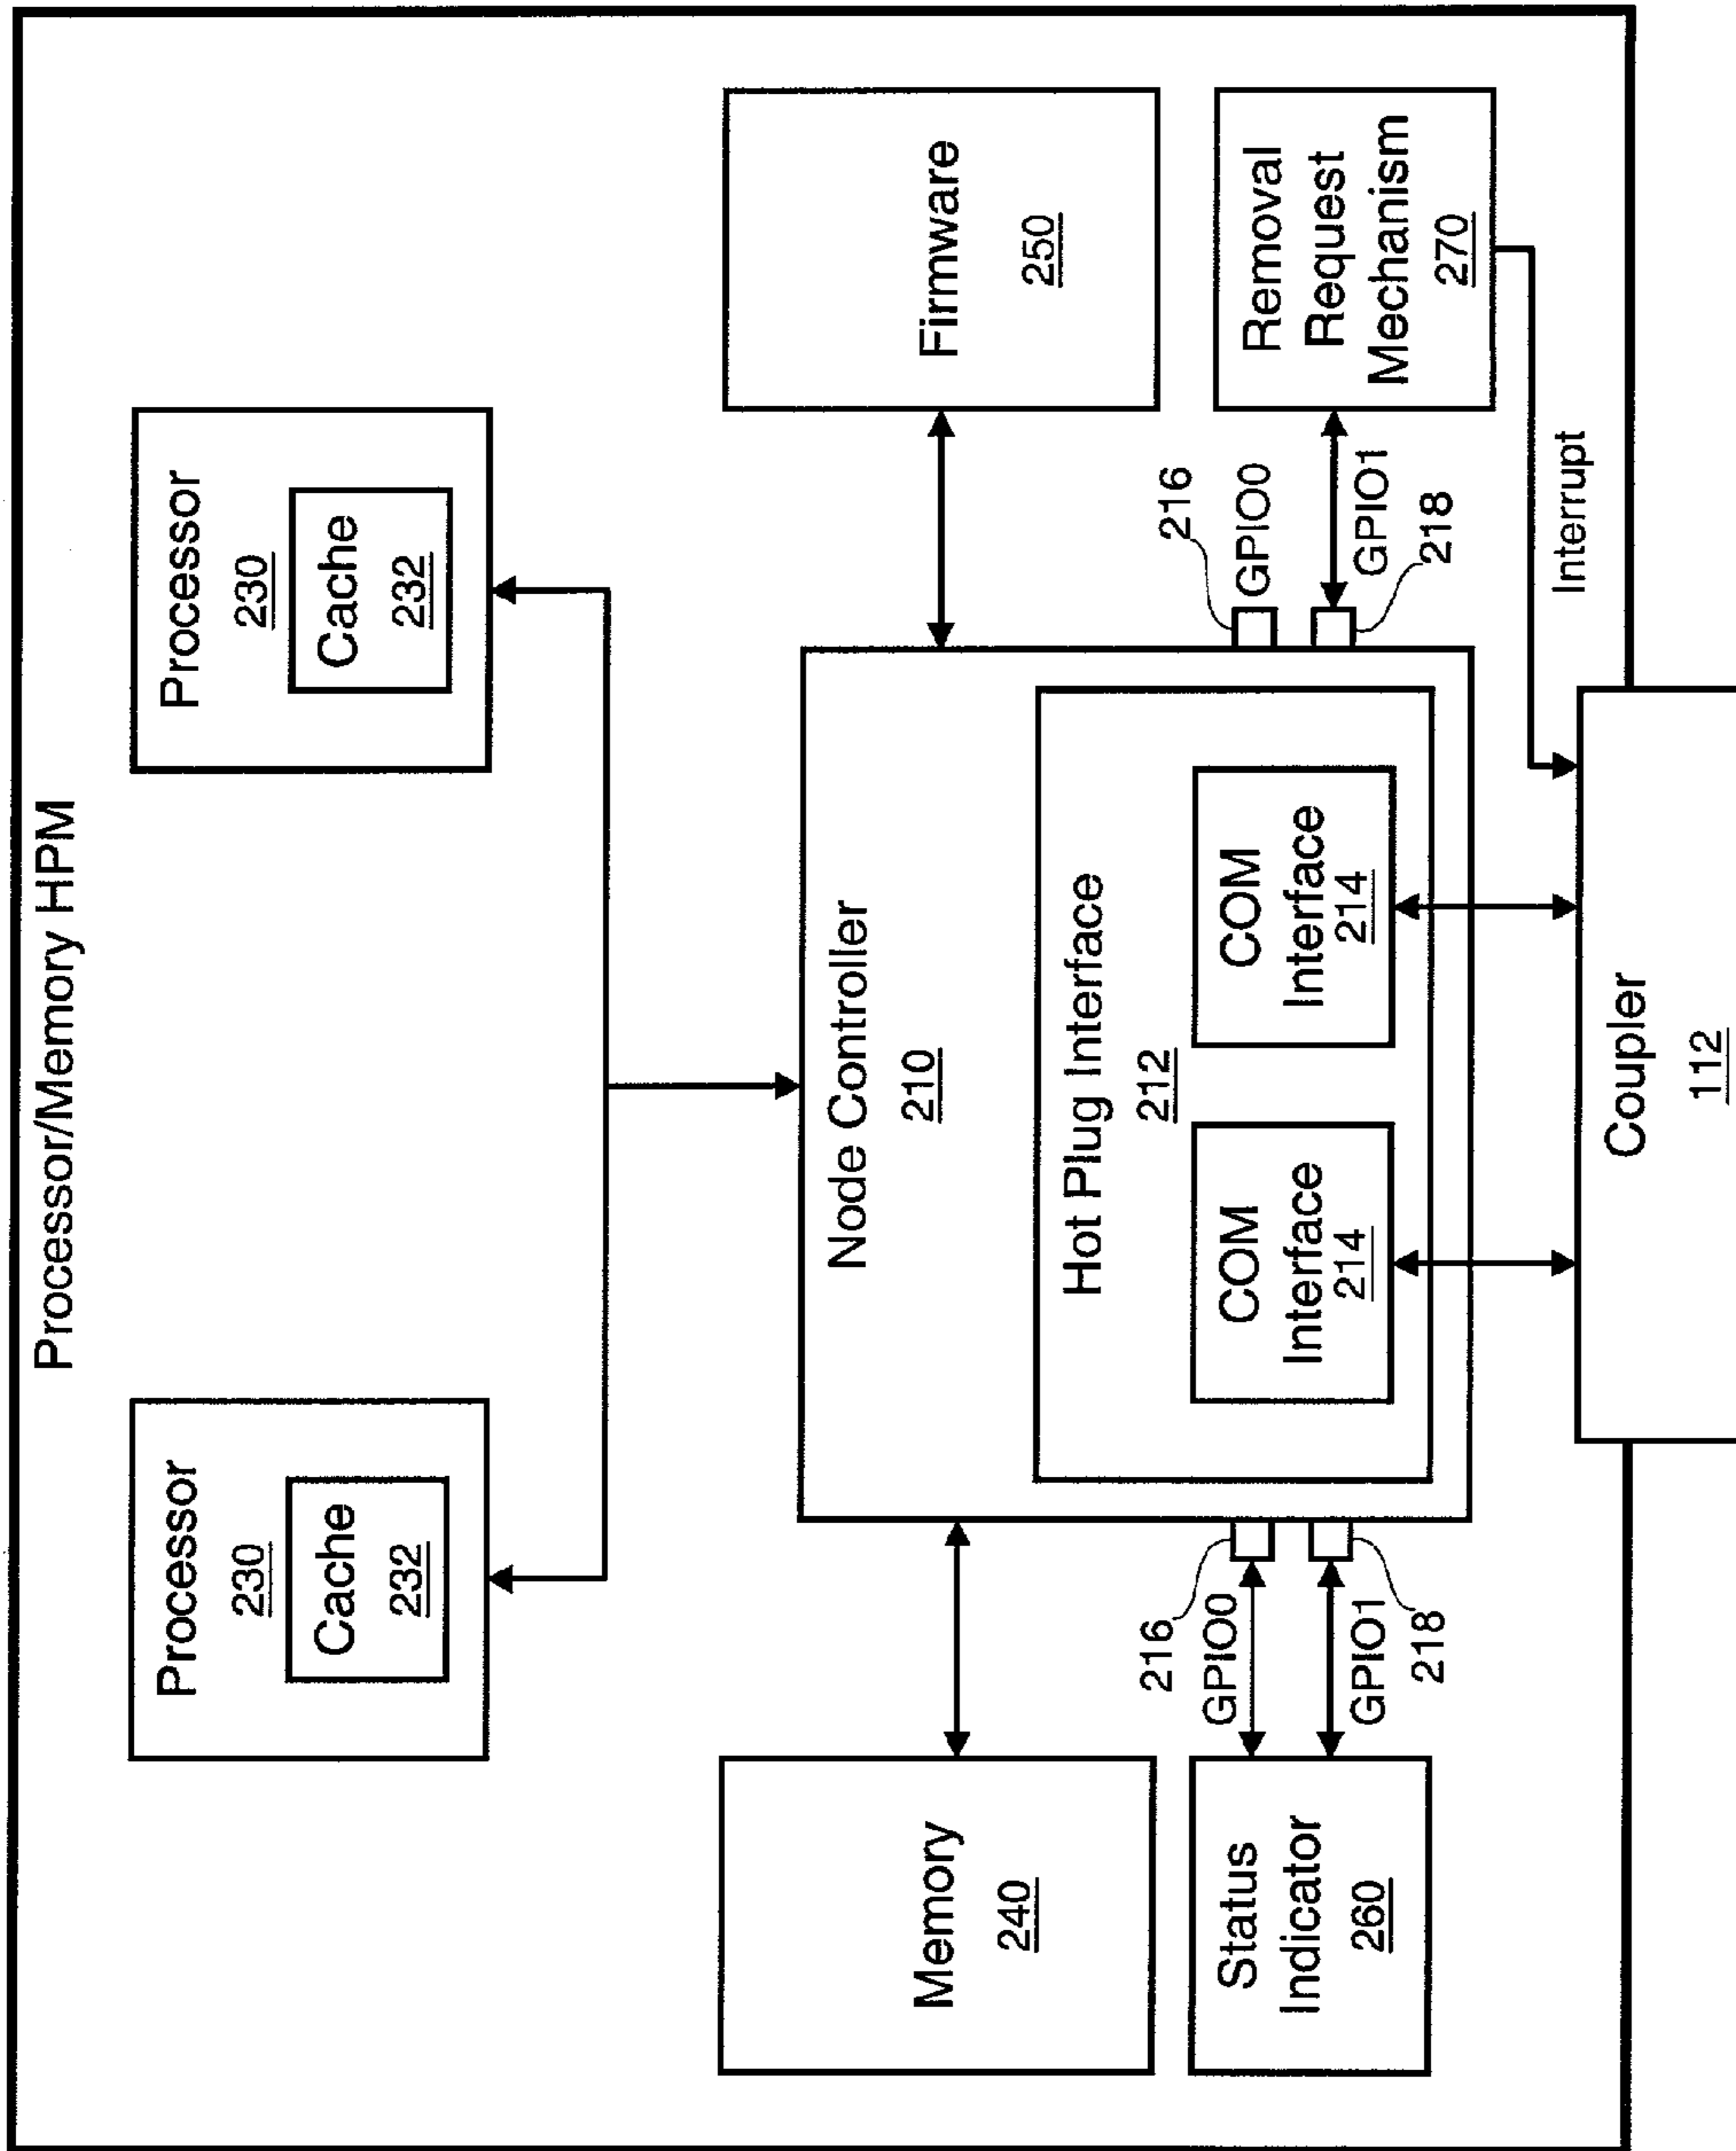 Processor/Memory HPM
Processor
230
Cache
232
Processor
230
Cache
232
Memory
240
Node Controller
210
Firmware
250
Hot Plug Interface
212
COM
Interface
214
COM
Interface
214
Status
Indicator
260
216
GPIO0
GPIO1
218
216
GPIO0
GPIO1
218
Removal
Request
Mechanism
270
Interrupt
Coupler
112